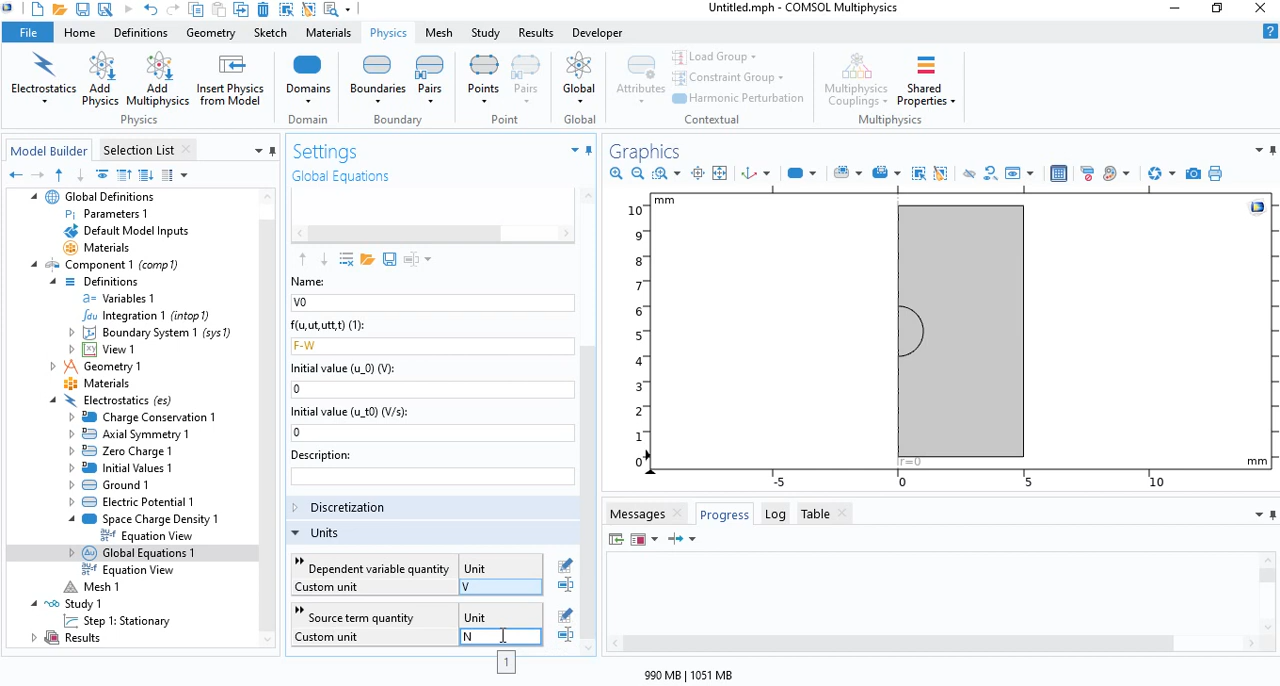 Untitled.mph - COMSOL Multiphysics
File Home Definitions Geometry Sketch Materials Physics Mesh Study Results Developer
Electrostatics
Add Physics
Add Multiphysics
Insert Physics from Model
Physics
Domains
Domain
Boundaries
Pairs
Boundary
Points
Pairs
Point
Global
Global
Attributes
Load Group
Constraint Group
Harmonic Perturbation
Contextual
Multiphysics Couplings
Shared Properties
Multiphysics
Model Builder Selection List
Global Definitions
Pi Parameters 1
Default Model Inputs
Materials
Component 1 (comp1)
Definitions
a= Variables 1
∫du Integration 1 (intop1)
Boundary System 1 (sys1)
View 1
Geometry 1
Materials
Electrostatics (es)
Charge Conservation 1
Axial Symmetry 1
Zero Charge 1
Initial Values 1
Ground 1
Electric Potential 1
Space Charge Density 1
Equation View
Δu Global Equations 1
Equation View
Mesh 1
Study 1
Step 1: Stationary
Results
Settings
Global Equations
Name:
V0
f(u,ut,utt,t) (1):
F-W
Initial value (u_0) (V):
0
Initial value (u_t0) (V/s):
0
Description:
Discretization
Units
Dependent variable quantity Unit
Custom unit V
Source term quantity Unit
Custom unit N
1
Graphics
mm
10
9
8
7
6
5
4
3
2
1
0
r=0
mm
-5 0 5 10
Messages Progress Log Table
990 MB | 1051 MB